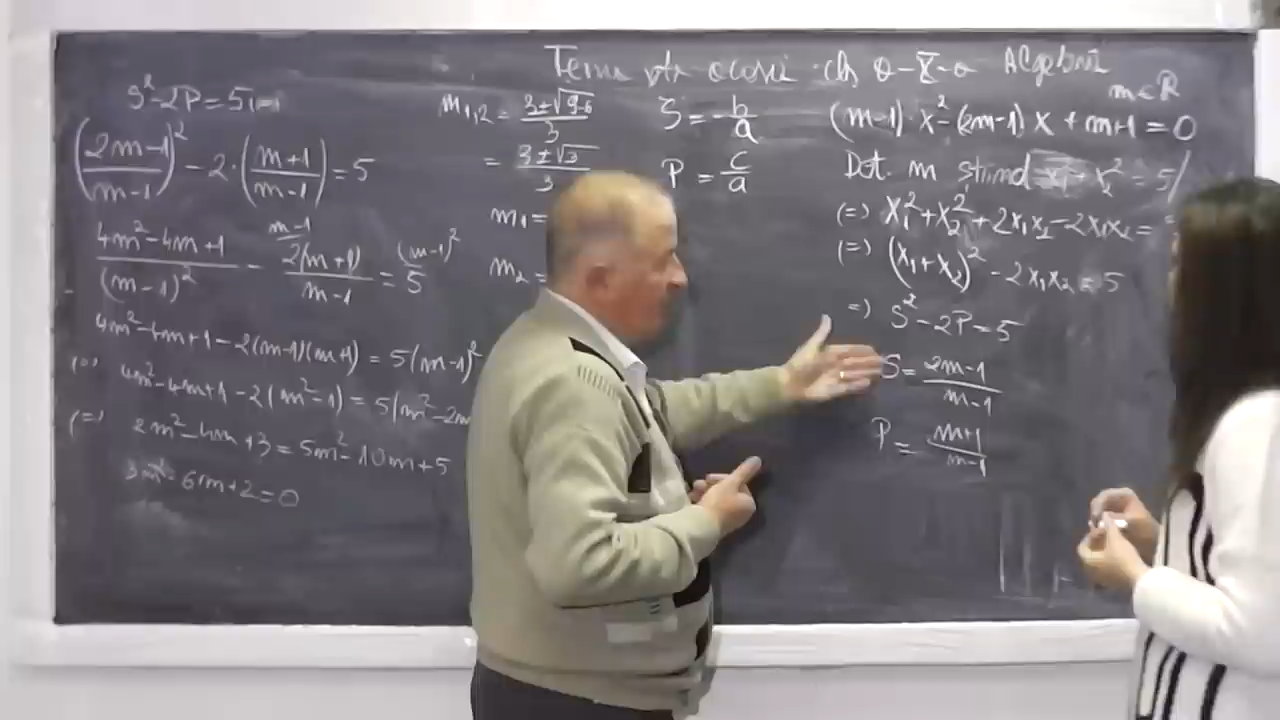 Tema ptr Algebră
m∈R
(m-1)·x²-(2m-1)x + m+1 = 0
Det. m știind x₁² + x₂² = 5
(=) x₁²+x₂²+2x₁x₂-2x₁x₂ =
(=) (x₁+x₂)² - 2x₁x₂ = 5
=) S² - 2P = 5
S = (2m-1)/(m-1)
P = (m+1)/(m-1)
S = -b/a
P = c/a
m₁,₂ = (3±√(9-6))/3
= (3±√3)/3
m₁ =
m₂ =
S²-2P = 5
((2m-1)/(m-1))² - 2·((m+1)/(m-1)) = 5
m-1
(m-1)²
(4m²-4m+1)/(m-1)² - 2(m+1)/(m-1) = 5
4m²-4m+1-2(m-1)(m+1) = 5(m-1)²
(=) 4m²-4m+1 - 2(m²-1) = 5(m²-2m
(=) 2m²-4m+3 = 5m²-10m+5
3m²-6m+2 = 0